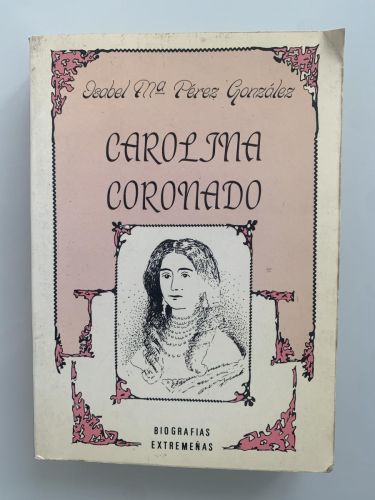 Isabel Mª Pérez González
CAROLINA
CORONADO
BIOGRAFIAS
EXTREMEÑAS